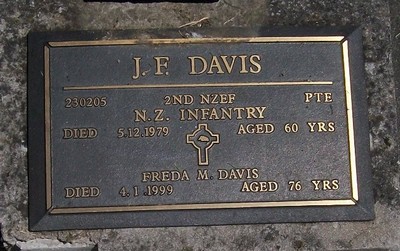 J. F. DAVIS
230205 2ND NZEF PTE
N.Z. INFANTRY
DIED 5.12.1979 AGED 60 YRS
FREDA M. DAVIS
DIED 4.1.1999 AGED 76 YRS